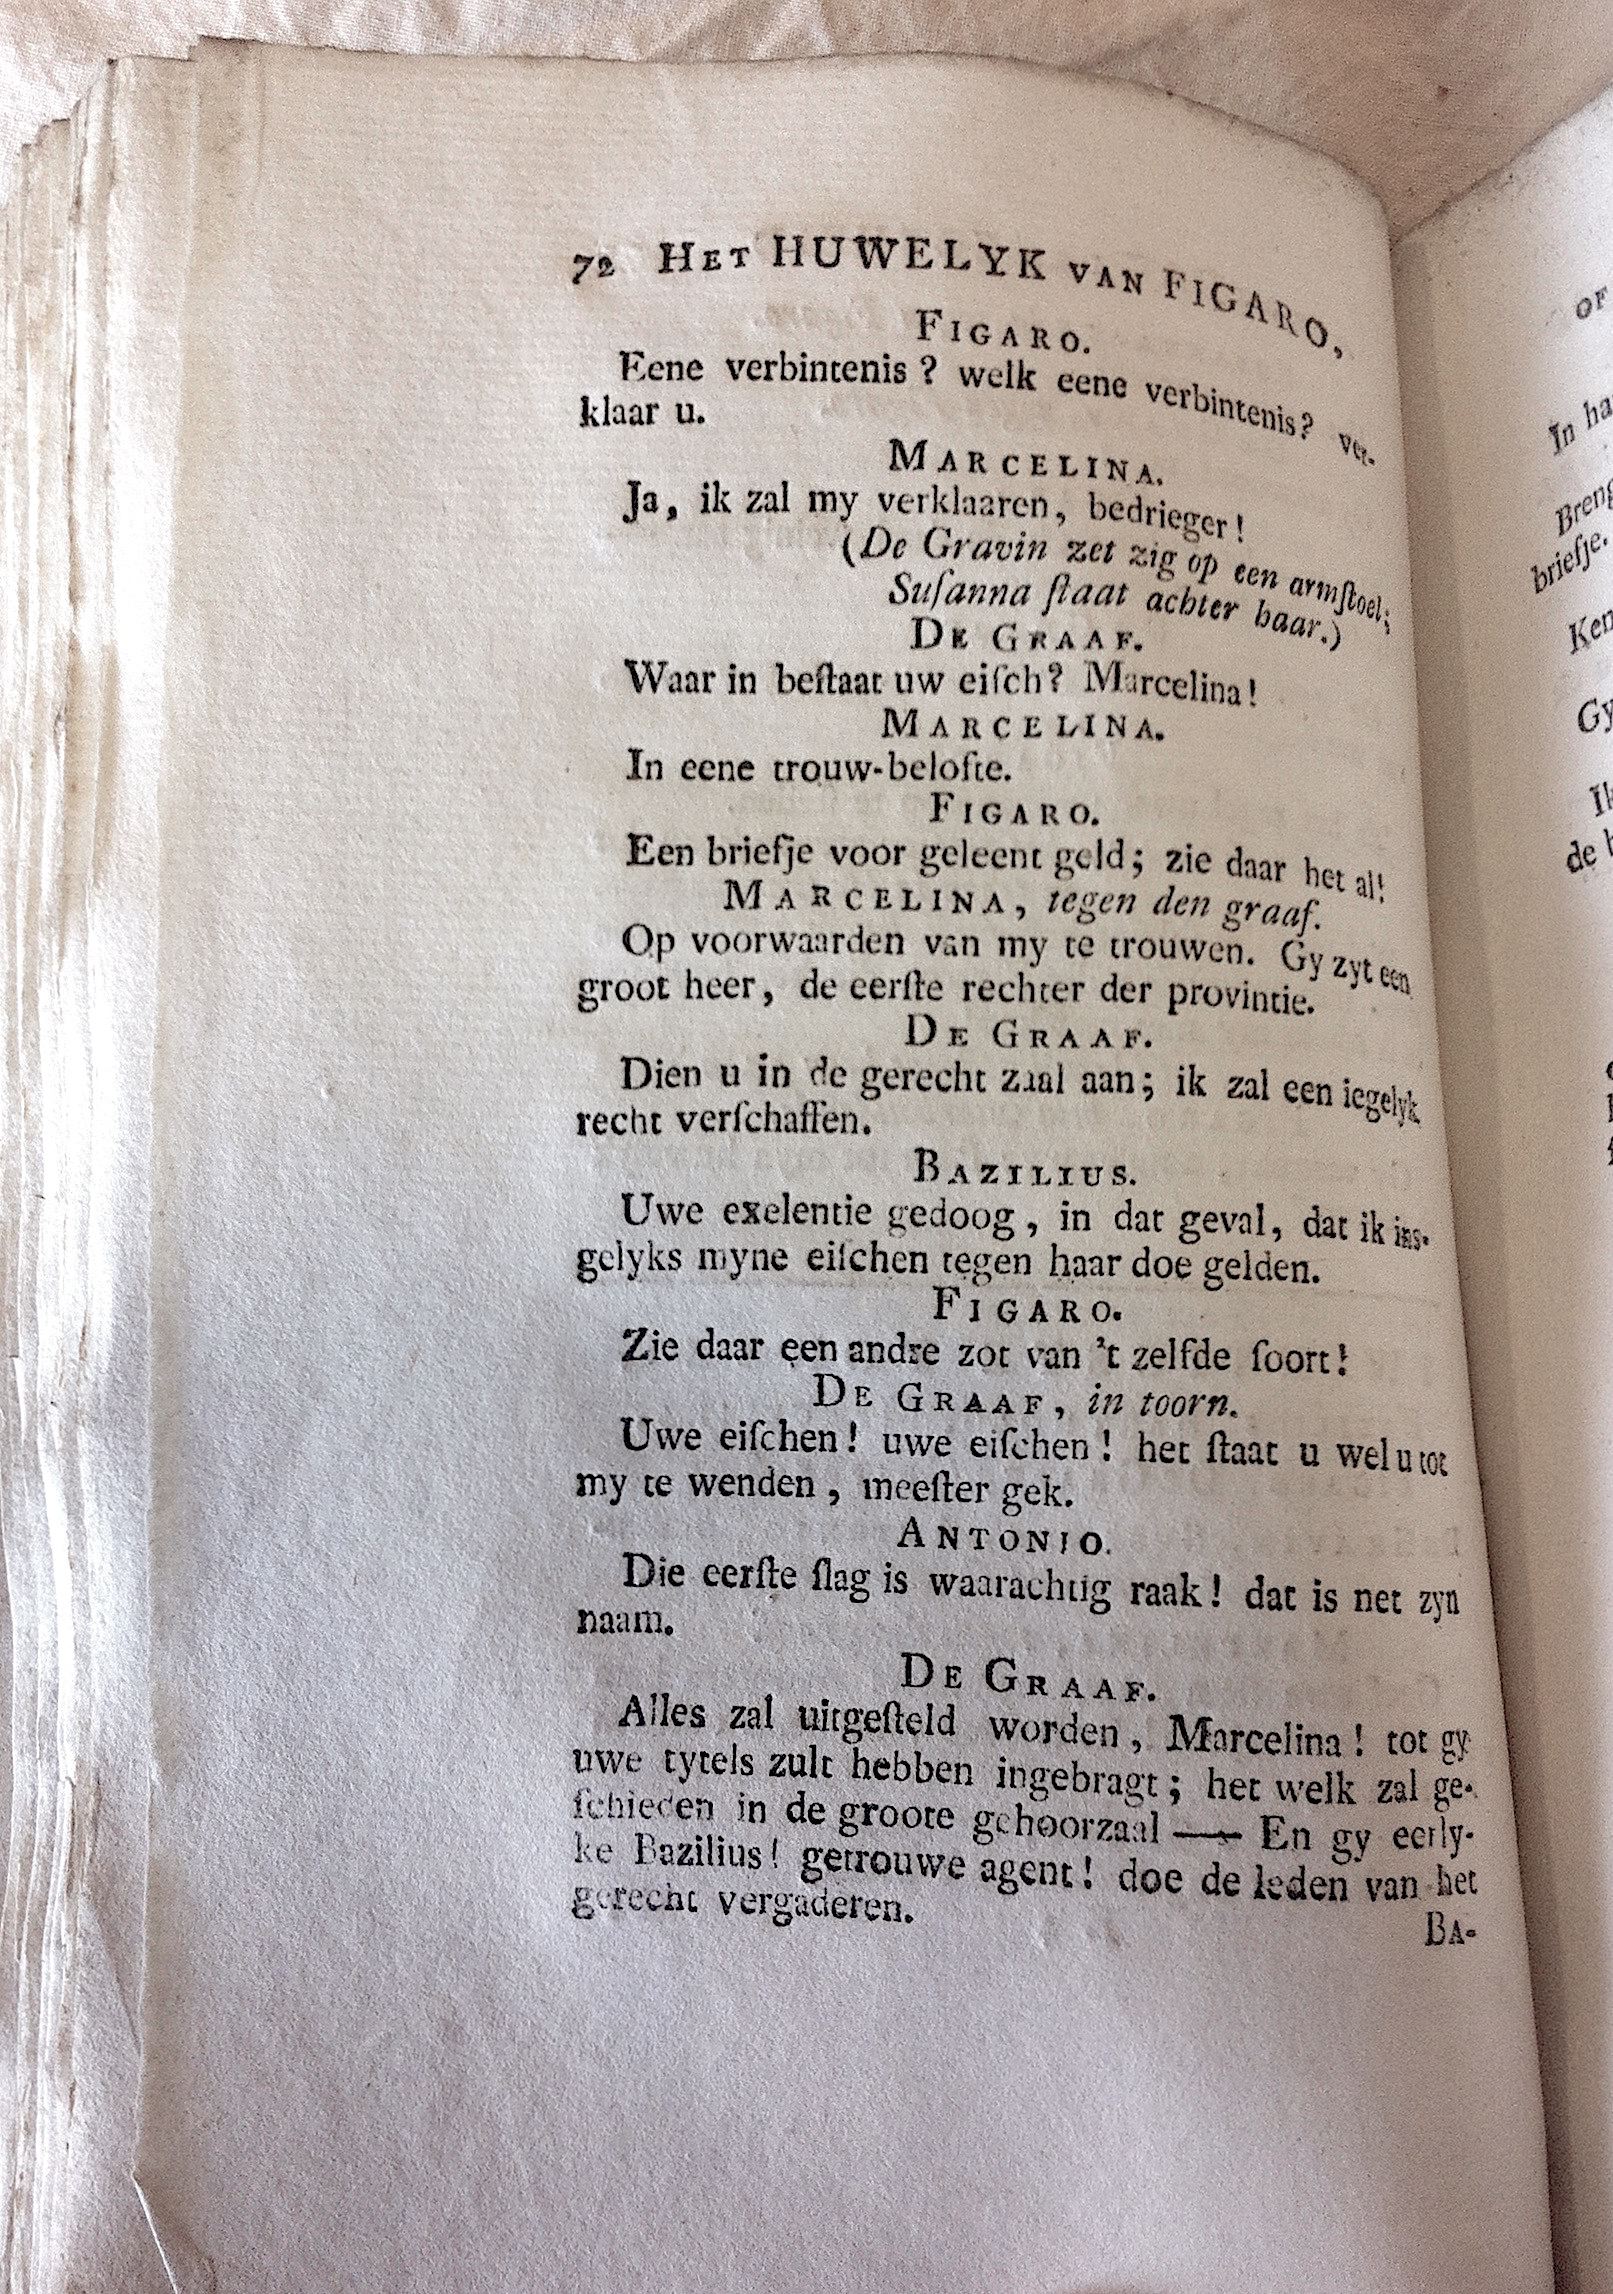 72 HET HUWELYK VAN FIGARO,
FIGARO.
Eene verbintenis? welk eene verbintenis? ver-
klaar u.
MARCELINA.
Ja, ik zal my verklaaren, bedrieger!
(De Gravin zet zig op een armſtoel;
Suſanna ſtaat achter haar.)
DE GRAAF.
Waar in beſtaat uw eiſch? Marcelina!
MARCELINA.
In eene trouw-belofte.
FIGARO.
Een briefje voor geleent geld; zie daar het al!
MARCELINA, tegen den graaf.
Op voorwaarden van my te trouwen. Gy zyt een
groot heer, de eerſte rechter der provintie.
DE GRAAF.
Dien u in de gerecht zaal aan; ik zal een iegelyk
recht verſchaffen.
BAZILIUS.
Uwe exelentie gedoog, in dat geval, dat ik ins-
gelyks myne eiſchen tegen haar doe gelden.
FIGARO.
Zie daar een andre zot van 't zelfde ſoort!
DE GRAAF, in toorn.
Uwe eiſchen! uwe eiſchen! het ſtaat u wel u tot
my te wenden, meeſter gek.
ANTONIO.
Die eerſte ſlag is waarachtig raak! dat is net zyn
naam.
DE GRAAF.
Alles zal uitgeſteld worden, Marcelina! tot gy
uwe tytels zult hebben ingebragt; het welk zal ge-
ſchieden in de groote gehoorzaal —— En gy eerly-
ke Bazilius! getrouwe agent! doe de leden van het
gerecht vergaderen.
BA-
OF
In
briefje.
Gy
de